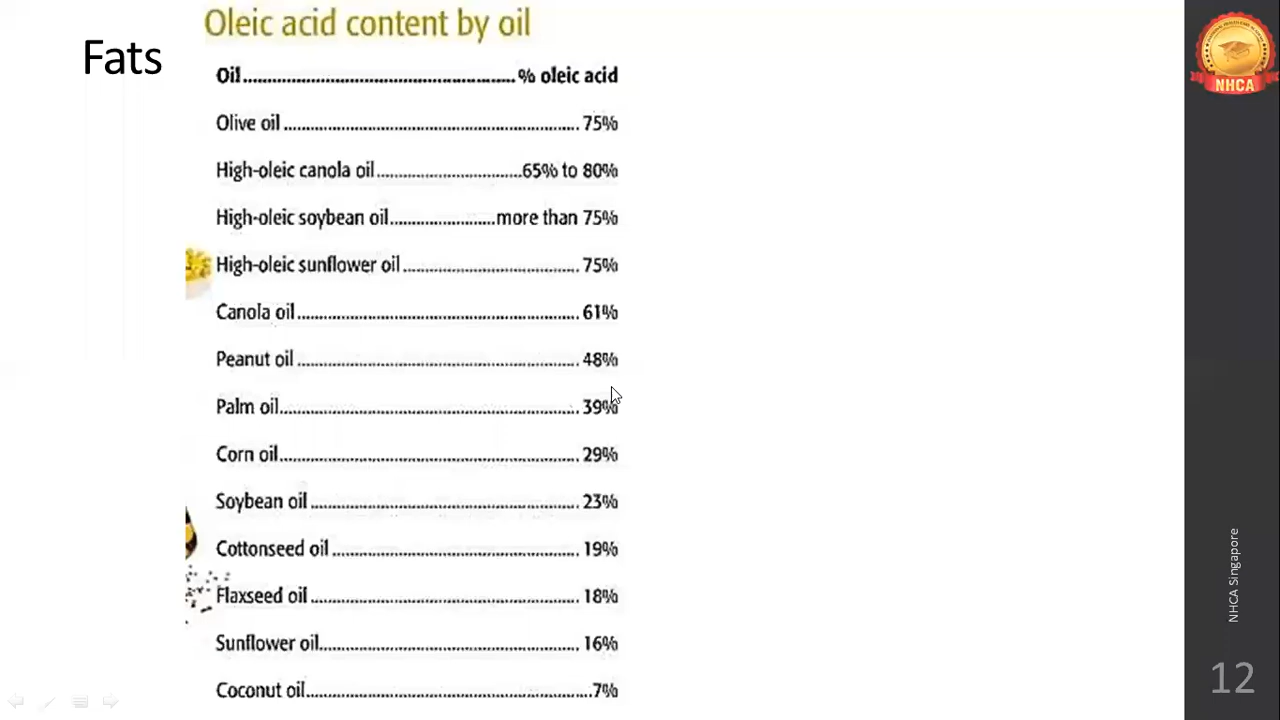 Oleic acid content by oil
Fats
Oil................................................................% oleic acid
Olive oil .................................................................. 75%
High-oleic canola oil................................65% to 80%
High-oleic soybean oil.......................more than 75%
High-oleic sunflower oil ....................................... 75%
Canola oil............................................................... 61%
Peanut oil ............................................................... 48%
Palm oil................................................................... 39%
Corn oil................................................................... 29%
Soybean oil ............................................................ 23%
Cottonseed oil ....................................................... 19%
Flaxseed oil ............................................................ 18%
Sunflower oil.......................................................... 16%
Coconut oil................................................................7%
NHCA
NHCA Singapore
12